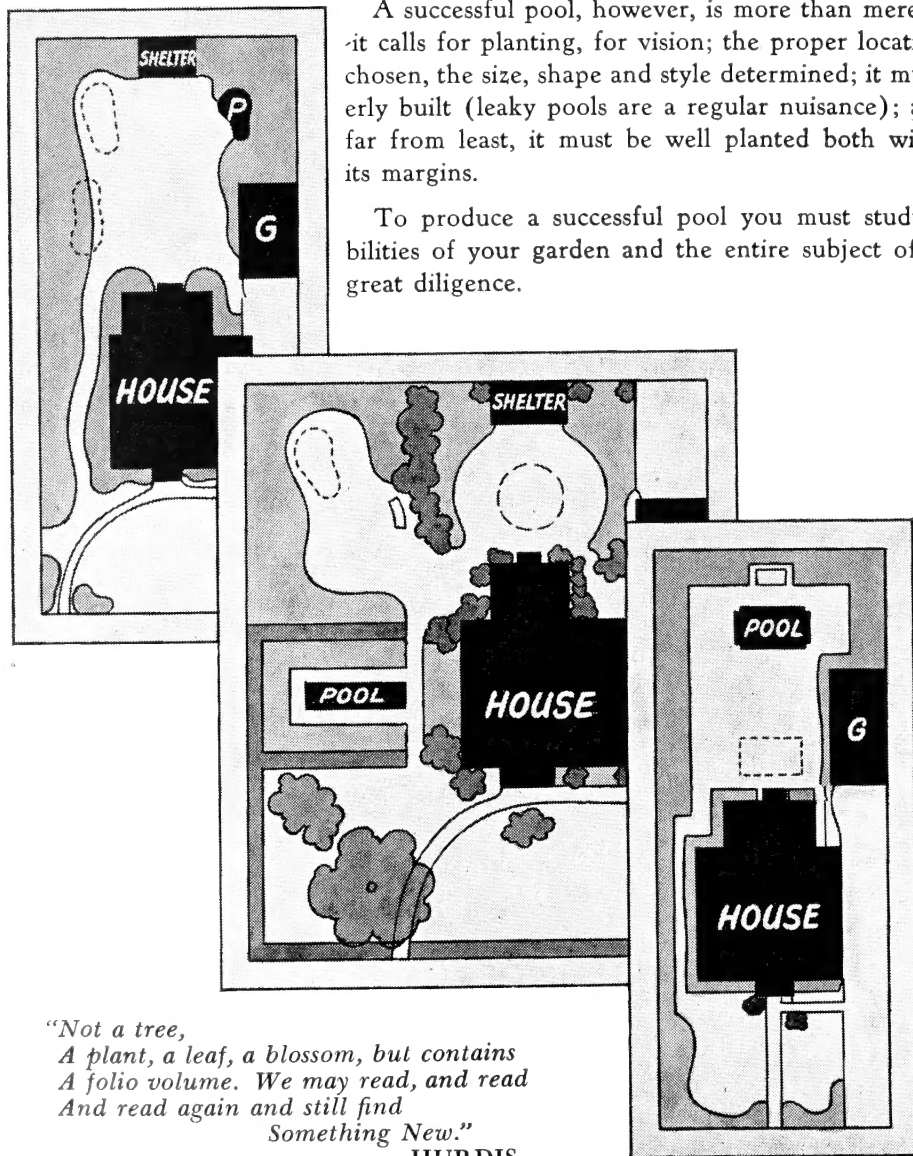 A successful pool, however, is more than mere
it calls for planting, for vision; the proper
chosen, the size, shape and style determined; it
erly built (leaky pools are a regular nuisance);
far from least, it must be well planted both
its margins.
To produce a successful pool you must
bilities of your garden and the entire subject of
great diligence.
SHELTER
P
G
HOUSE
SHELTER
POOL
HOUSE
POOL
G
HOUSE
"Not a tree,
A plant, a leaf, a blossom, but contains
A folio volume. We may read, and read
And read again and still find
Something New."
HURDIS